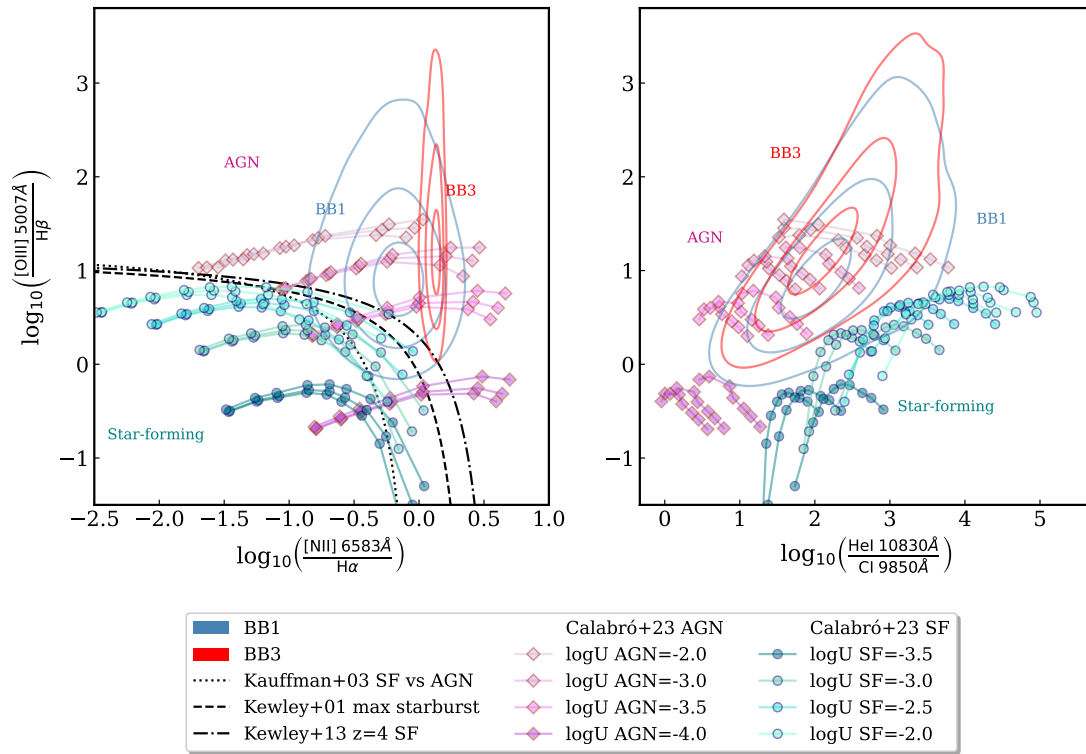 3
2
1
0
−1
−2.5 −2.0 −1.5 −1.0 −0.5 0.0 0.5 1.0
log10([OIII] 5007Å / Hβ)
log10([NII] 6583Å / Hα)
AGN
BB1
BB3
Star-forming
0 1 2 3 4 5
log10(HeI 10830Å / CI 9850Å)
BB3
BB1
AGN
Star-forming
BB1
BB3
Kauffman+03 SF vs AGN
Kewley+01 max starburst
Kewley+13 z=4 SF
Calabró+23 AGN
logU AGN=-2.0
logU AGN=-3.0
logU AGN=-3.5
logU AGN=-4.0
Calabró+23 SF
logU SF=-3.5
logU SF=-3.0
logU SF=-2.5
logU SF=-2.0